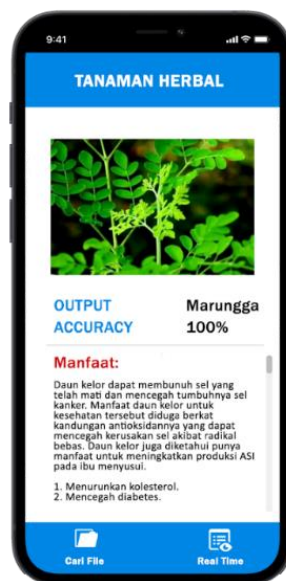 9:41
TANAMAN HERBAL
OUTPUT Marungga
ACCURACY 100%
Manfaat:
Daun kelor dapat membunuh sel yang
telah mati dan mencegah tumbuhnya sel
kanker. Manfaat daun kelor untuk
kesehatan tersebut diduga berkat
kandungan antioksidannya yang dapat
mencegah kerusakan sel akibat radikal
bebas. Daun kelor juga diketahui punya
manfaat untuk meningkatkan produksi ASI
pada ibu menyusui.
1. Menurunkan kolesterol.
2. Mencegah diabetes.
Cari File Real Time